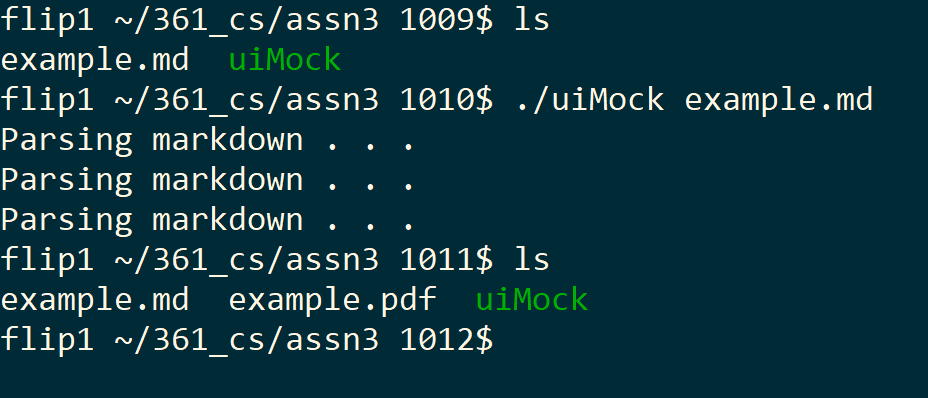 flip1 ~/361_cs/assn3 1009$ ls
example.md  uiMock
flip1 ~/361_cs/assn3 1010$ ./uiMock example.md
Parsing markdown . . .
Parsing markdown . . .
Parsing markdown . . .
flip1 ~/361_cs/assn3 1011$ ls
example.md  example.pdf  uiMock
flip1 ~/361_cs/assn3 1012$